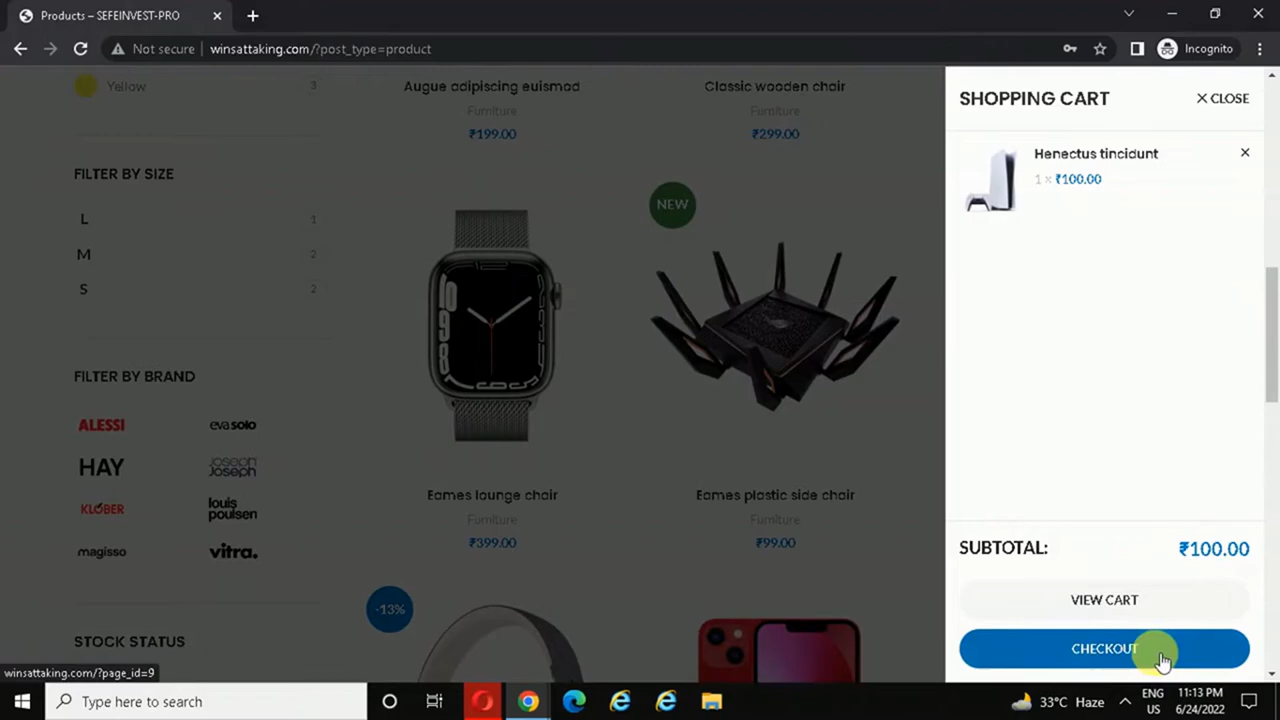 Products – SEFEINVEST-PRO
Not secure
winsattaking.com/?post_type=product
Incognito
Yellow
3
FILTER BY SIZE
L
1
M
2
S
2
FILTER BY BRAND
ALESSI
eva solo
HAY
Joseph
Joseph
KLÖBER
louis
poulsen
magisso
vitra.
STOCK STATUS
Augue adipiscing euismod
Furniture
₹199.00
Classic wooden chair
Furniture
₹299.00
NEW
Eames lounge chair
Furniture
₹399.00
Eames plastic side chair
Furniture
₹99.00
-13%
SHOPPING CART
CLOSE
Henectus tincidunt
1 × ₹100.00
SUBTOTAL:
₹100.00
VIEW CART
CHECKOUT
winsattaking.com/?page_id=9
Type here to search
33°C Haze
ENG
US
11:13 PM
6/24/2022